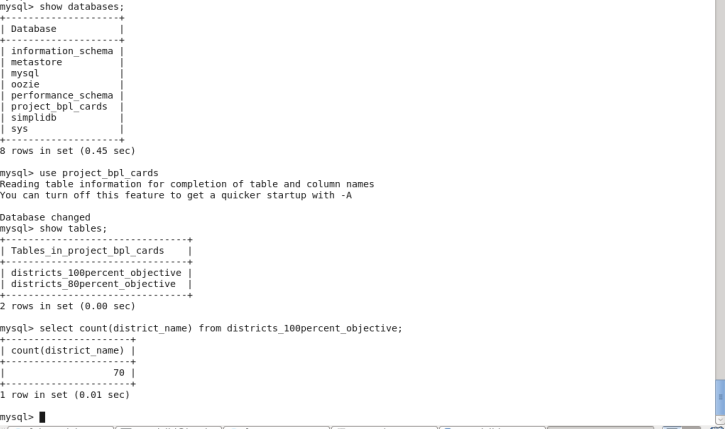 mysql> show databases;
+--------------------+
| Database           |
+--------------------+
| information_schema |
| metastore          |
| mysql              |
| oozie              |
| performance_schema |
| project_bpl_cards  |
| simplidb           |
| sys                |
+--------------------+
8 rows in set (0.45 sec)
mysql> use project_bpl_cards
Reading table information for completion of table and column names
You can turn off this feature to get a quicker startup with -A
Database changed
mysql> show tables;
+-------------------------------+
| Tables_in_project_bpl_cards   |
+-------------------------------+
| districts_100percent_objective |
| districts_80percent_objective  |
+-------------------------------+
2 rows in set (0.00 sec)
mysql> select count(district_name) from districts_100percent_objective;
+----------------------+
| count(district_name) |
+----------------------+
|                   70 |
+----------------------+
1 row in set (0.01 sec)
mysql>